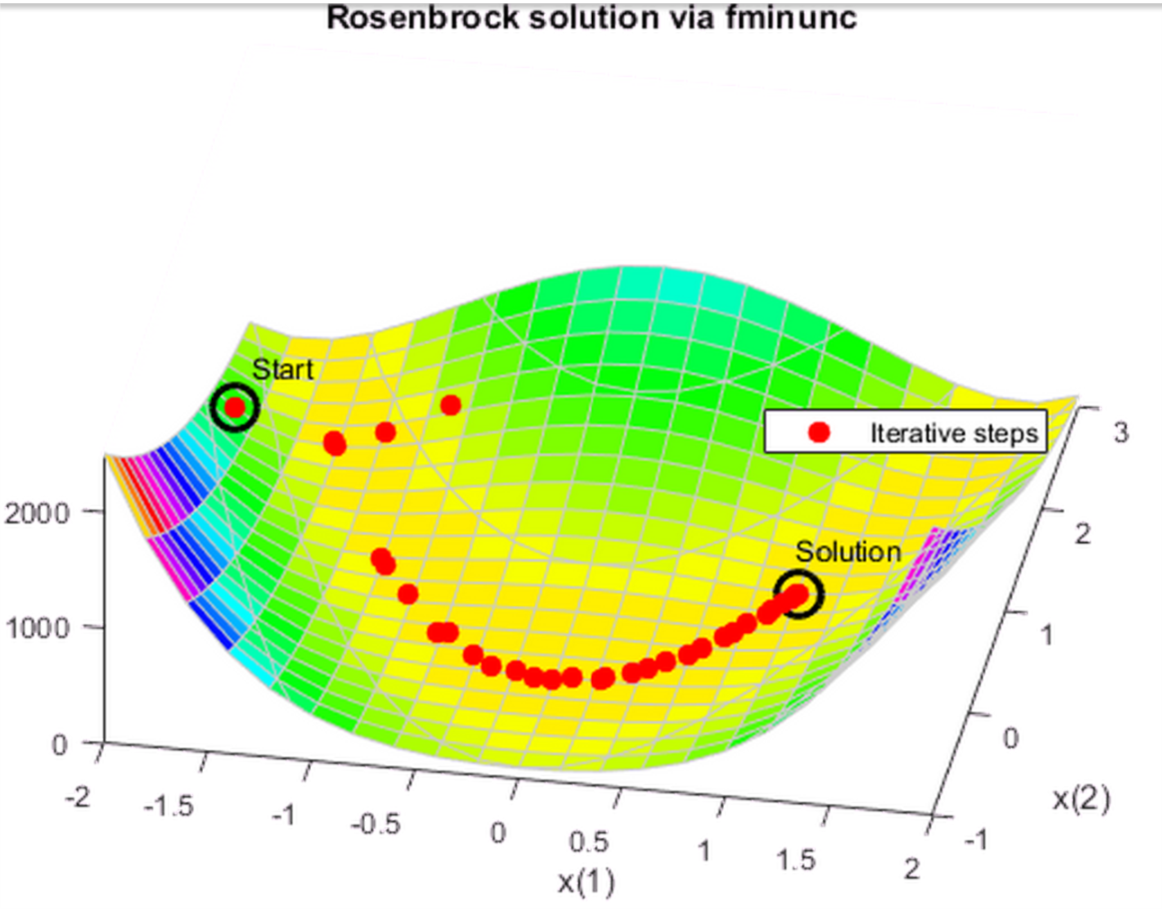 Rosenbrock solution via fminunc
Start
Iterative steps
Solution
2000
1000
0
-2
-1.5
-1
-0.5
0
0.5
1
1.5
2
x(1)
3
2
1
0
-1
x(2)